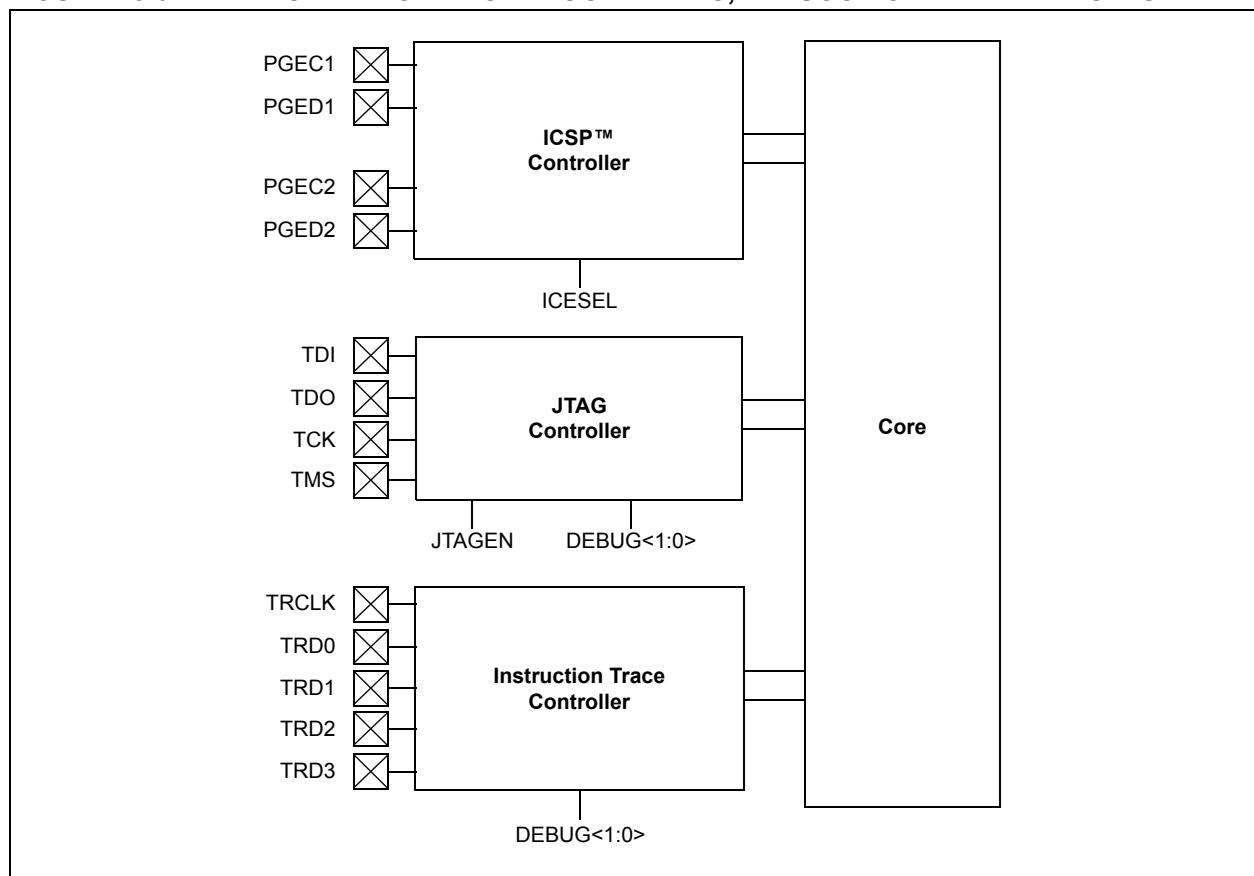 PGEC1
PGED1
PGEC2
PGED2
ICSP™
Controller
ICESEL
TDI
TDO
TCK
TMS
JTAG
Controller
JTAGEN DEBUG<1:0>
Core
TRCLK
TRD0
TRD1
TRD2
TRD3
Instruction Trace
Controller
DEBUG<1:0>